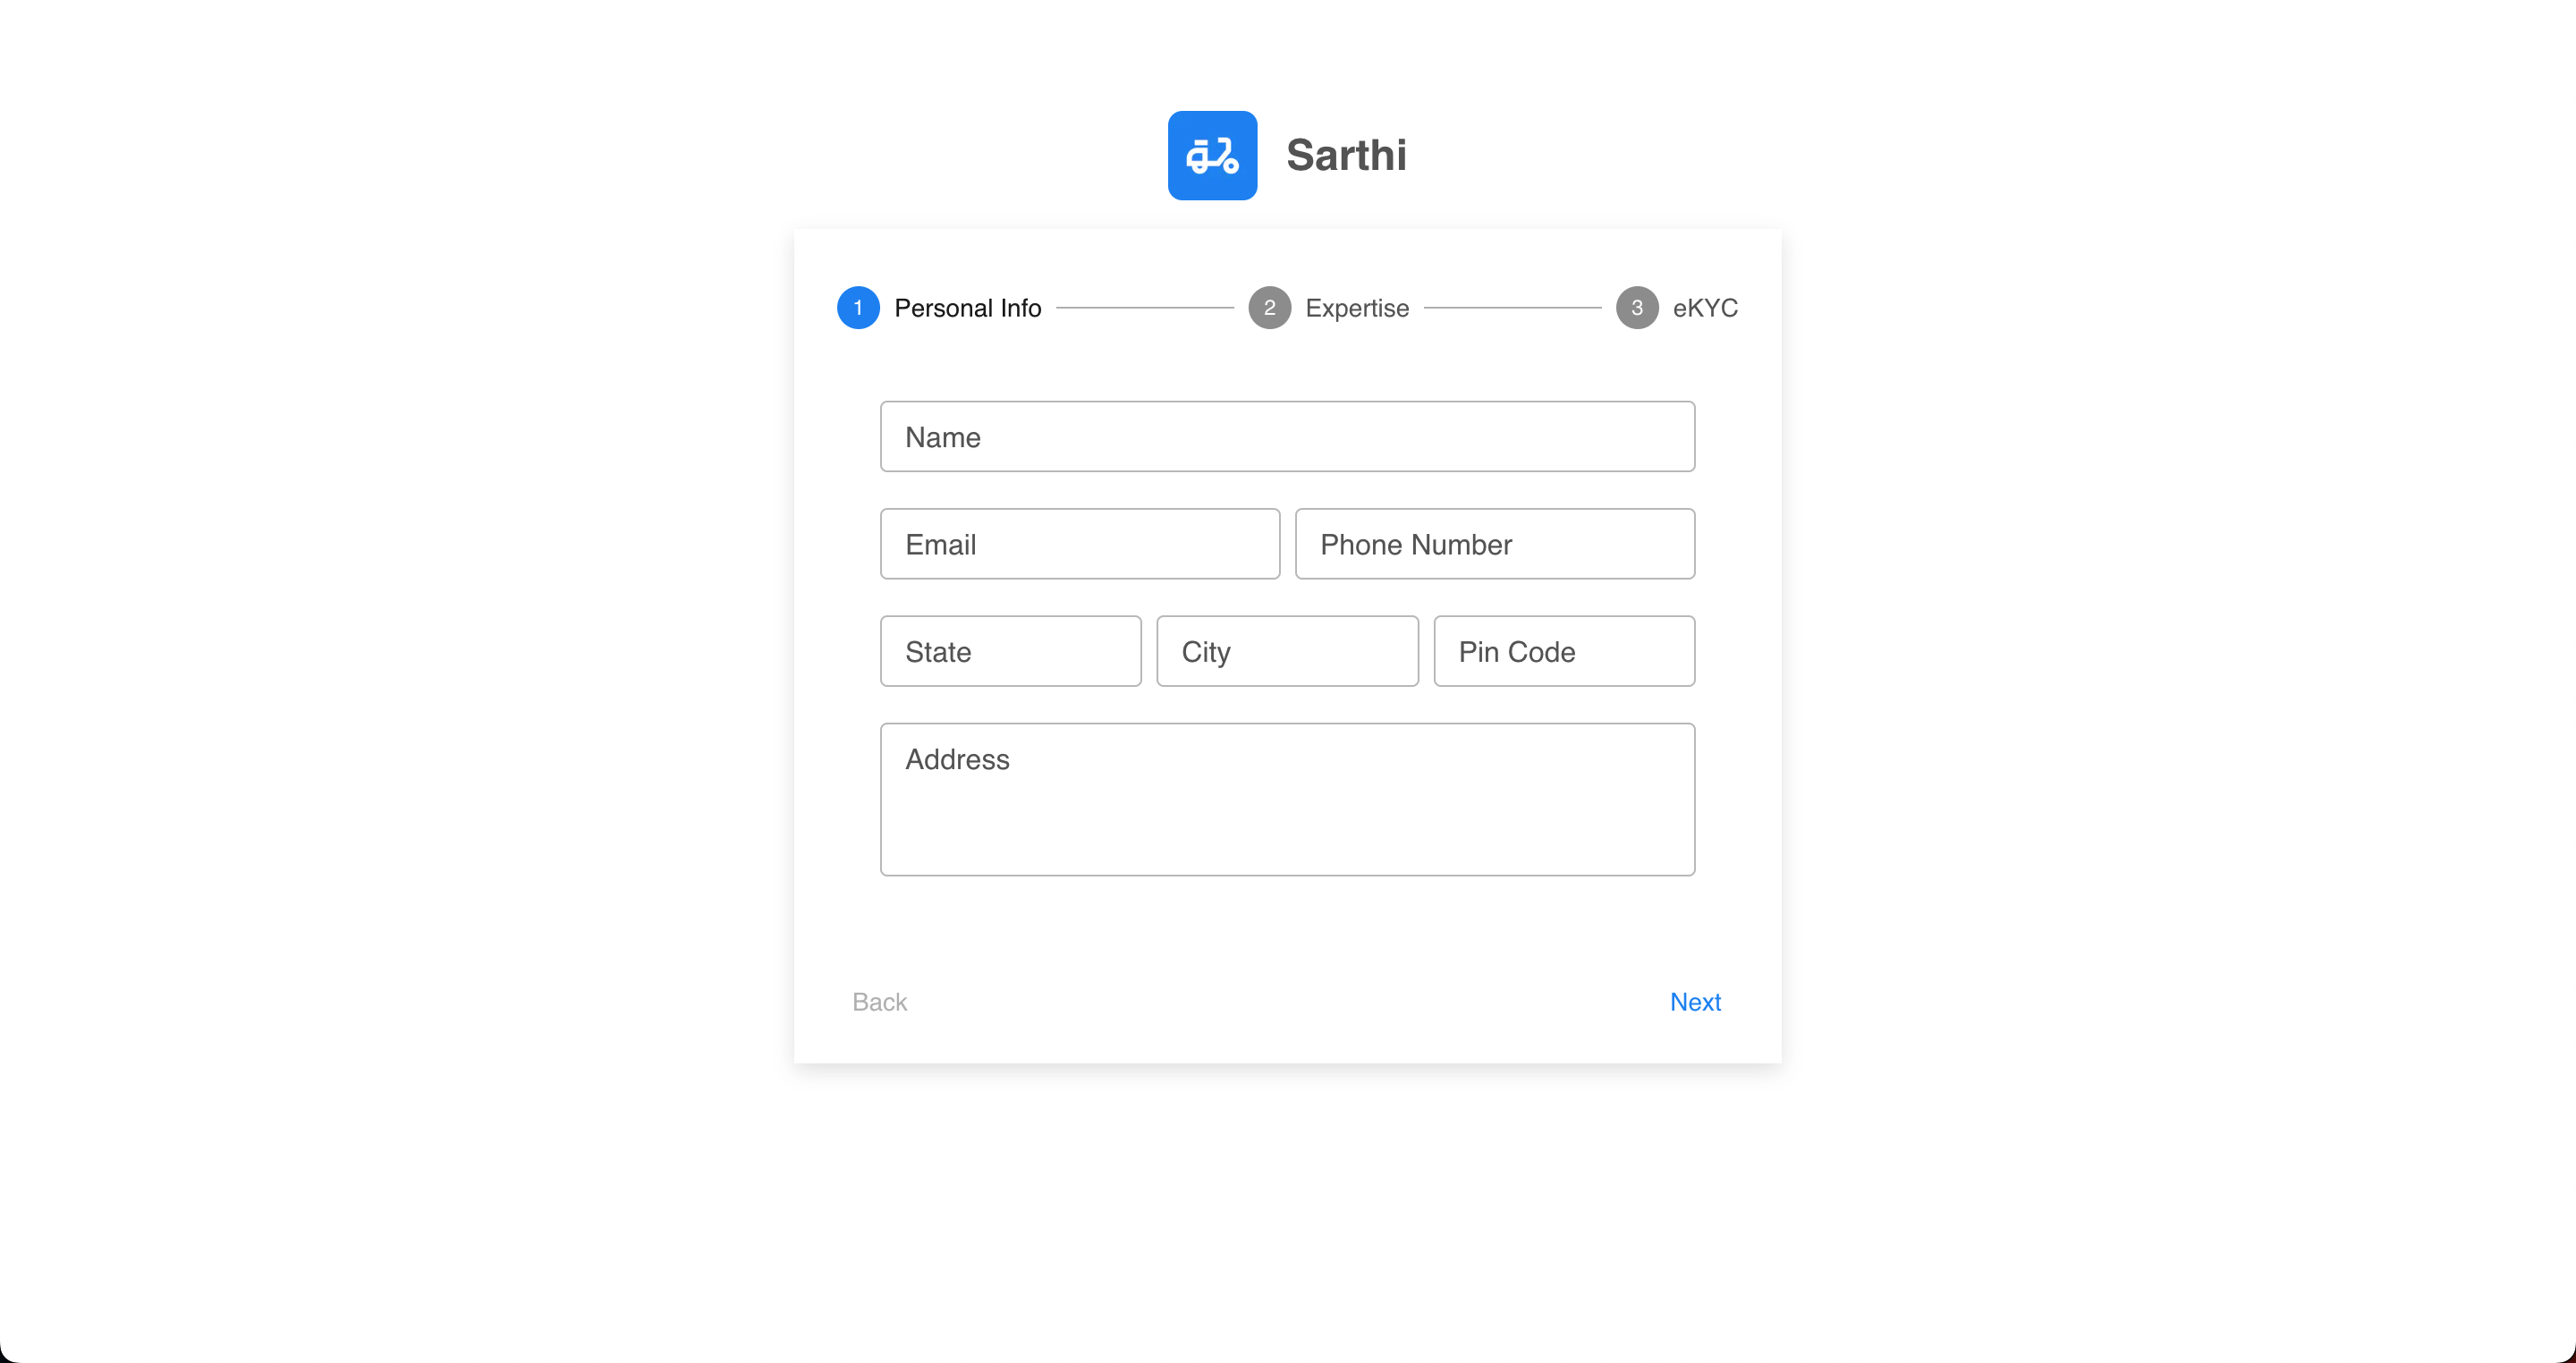 Sarthi
1 Personal Info 2 Expertise 3 eKYC
Name
Email Phone Number
State City Pin Code
Address
Back Next